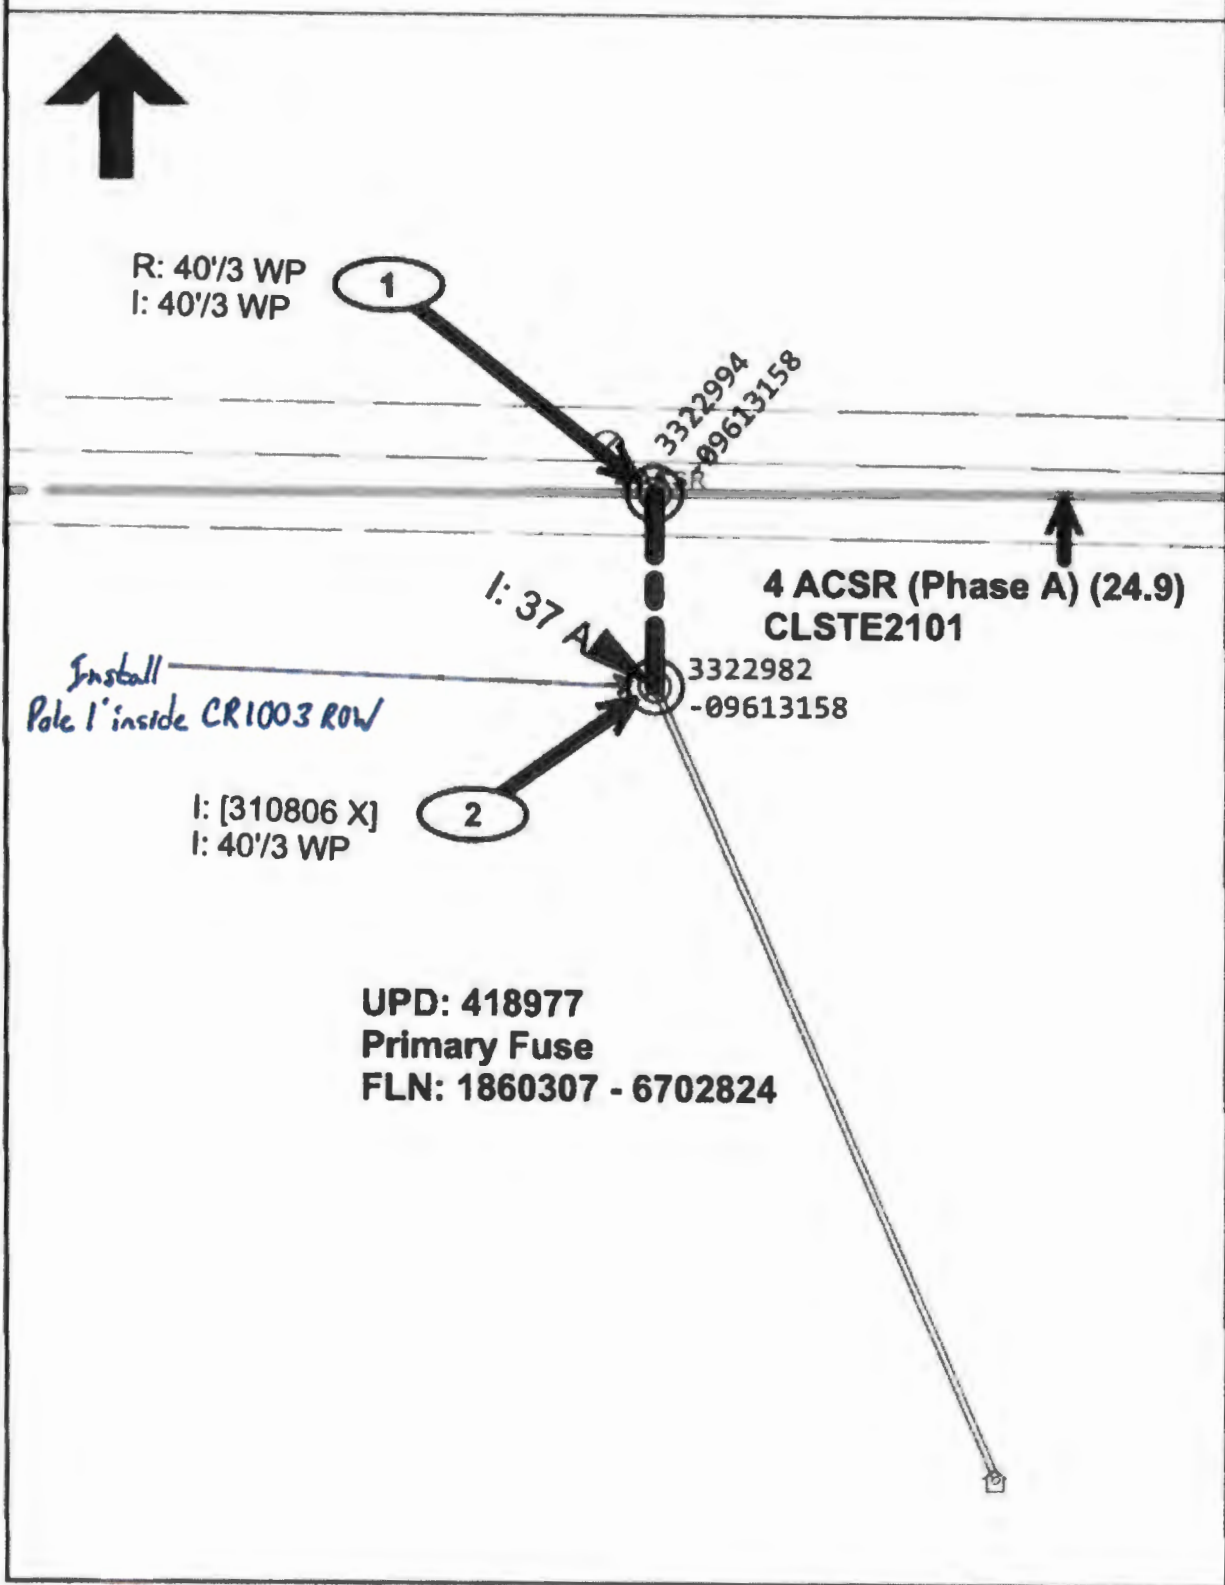 R: 40'/3 WP
I: 40'/3 WP
1
3322994
-09613158
4 ACSR (Phase A) (24.9)
CLSTE2101
I: 37 A
3322982
-09613158
Install
Pole 1' inside CR1003 ROW
I: [310806 X]
I: 40'/3 WP
2
UPD: 418977
Primary Fuse
FLN: 1860307 - 6702824